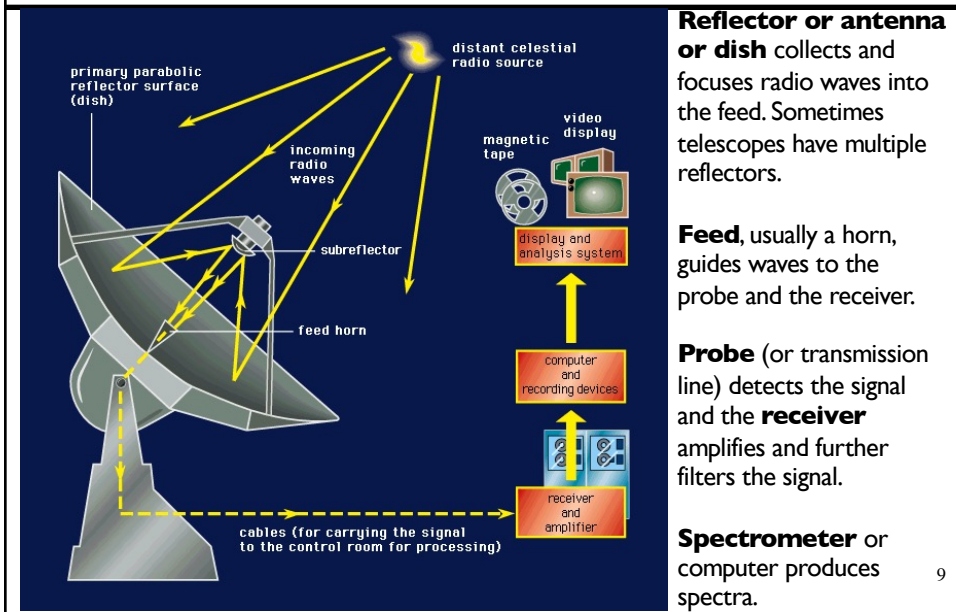 distant celestial
radio source
primary parabolic
reflector surface
(dish)
incoming
radio
waves
subreflector
feed horn
magnetic
tape
video
display
display and
analysis system
computer
and
recording devices
receiver
and
amplifier
cables (for carrying the signal
to the control room for processing)
Reflector or antenna
or dish collects and
focuses radio waves into
the feed. Sometimes
telescopes have multiple
reflectors.
Feed, usually a horn,
guides waves to the
probe and the receiver.
Probe (or transmission
line) detects the signal
and the receiver
amplifies and further
filters the signal.
Spectrometer or
computer produces
spectra.
9